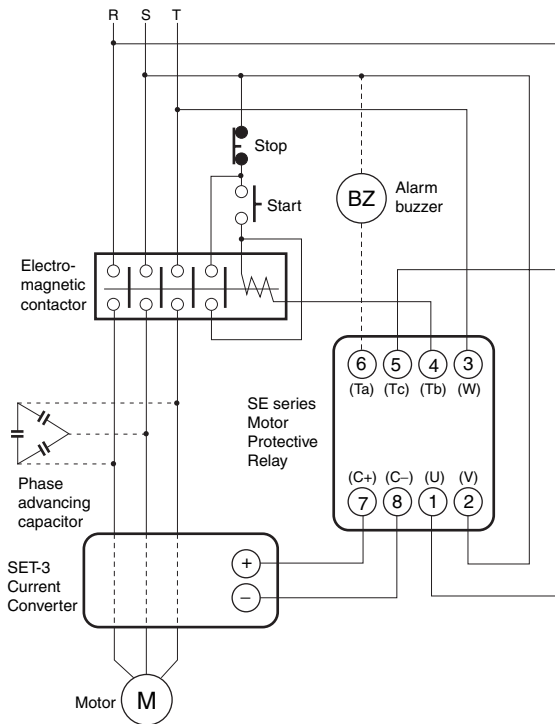 R S T
Stop
BZ
Alarm
buzzer
Start
Electro-
magnetic
contactor
6 5 4 3
(Ta) (Tc) (Tb) (W)
SE series
Motor
Protective
Relay
(C+) (C−) (U) (V)
7 8 1 2
Phase
advancing
capacitor
SET-3
Current
Converter
+
−
Motor
M